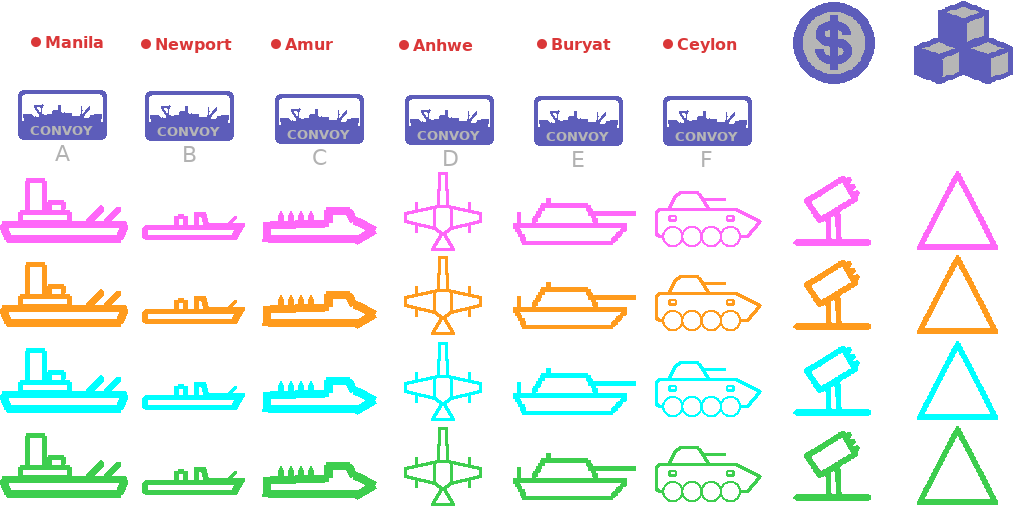 Manila Newport Amur Anhwe Buryat Ceylon
$
CONVOY CONVOY CONVOY CONVOY CONVOY CONVOY
A B C D E F